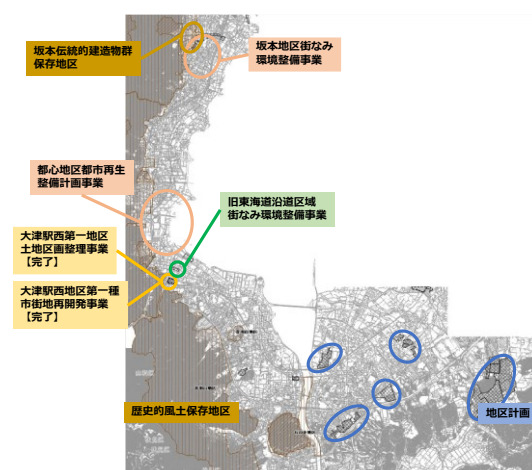 坂本伝統的建造物群
保存地区
坂本地区街なみ
環境整備事業
都心地区都市再生
整備計画事業
旧東海道沿道区域
街なみ環境整備事業
大津駅西第一地区
土地区画整理事業
【完了】
大津駅西地区第一種
市街地再開発事業
【完了】
歴史的風土保存地区
地区計画